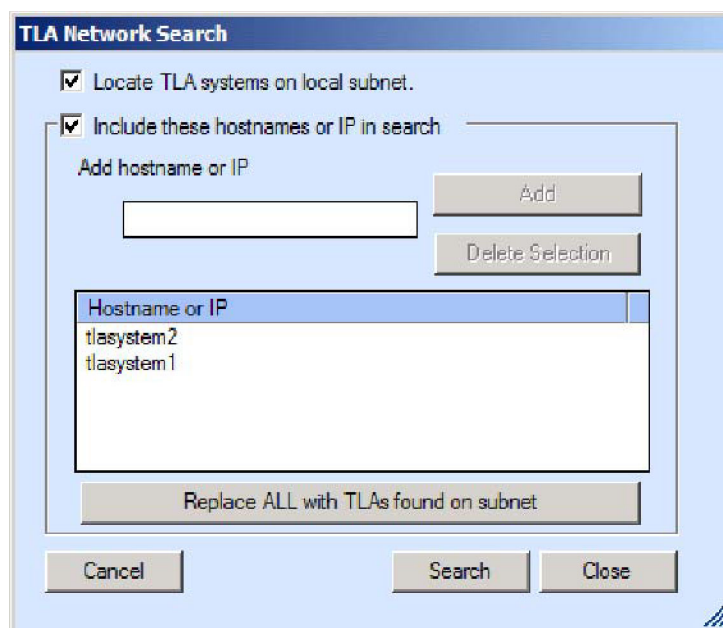 TLA Network Search
Locate TLA systems on local subnet.
Include these hostnames or IP in search
Add hostname or IP
Add
Delete Selection
Hostname or IP
tlasystem2
tlasystem1
Replace ALL with TLAs found on subnet
Cancel Search Close